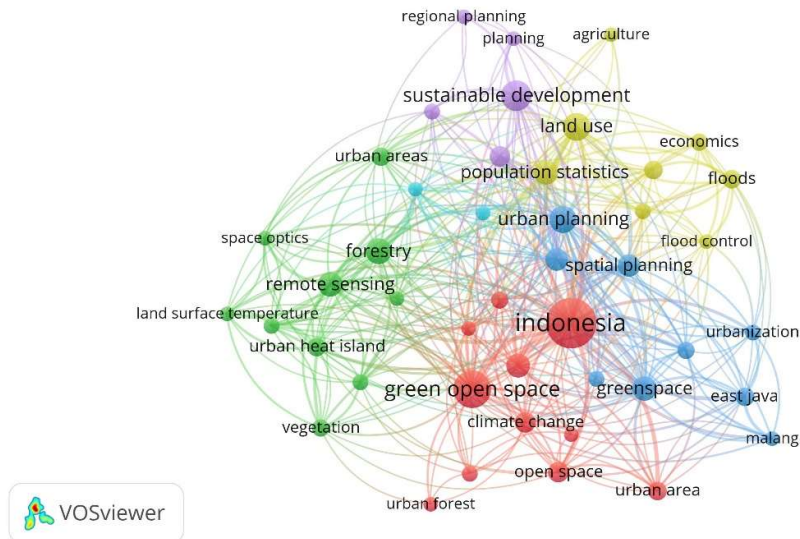 regional planning
planning
agriculture
sustainable development
land use
economics
urban areas
population statistics
floods
urban planning
space optics
flood control
forestry
spatial planning
remote sensing
land surface temperature
indonesia
urbanization
urban heat island
green open space
greenspace
east java
climate change
vegetation
malang
open space
urban area
urban forest
VOSviewer